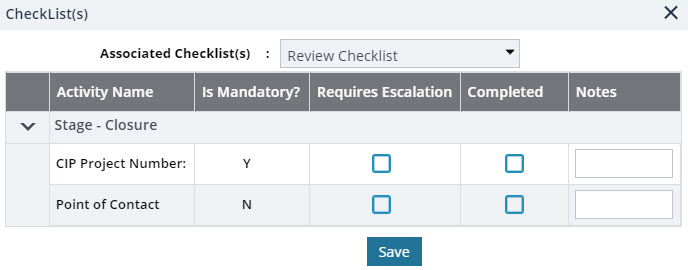 CheckList(s)
Associated Checklist(s) : Review Checklist
Activity Name Is Mandatory? Requires Escalation Completed Notes
Stage - Closure
CIP Project Number: Y
Point of Contact N
Save